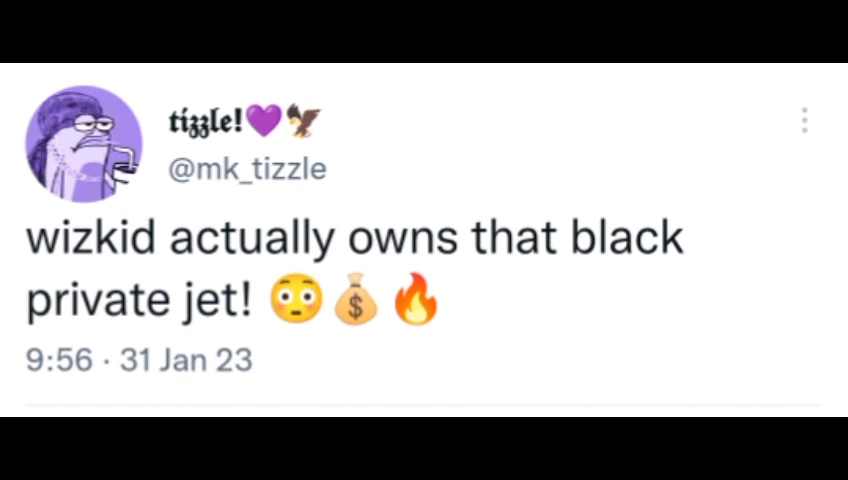 𝖙𝖎𝖟𝖟𝖑𝖊!💜🦅
@mk_tizzle
wizkid actually owns that black
private jet! 😳💰🔥
9:56 · 31 Jan 23